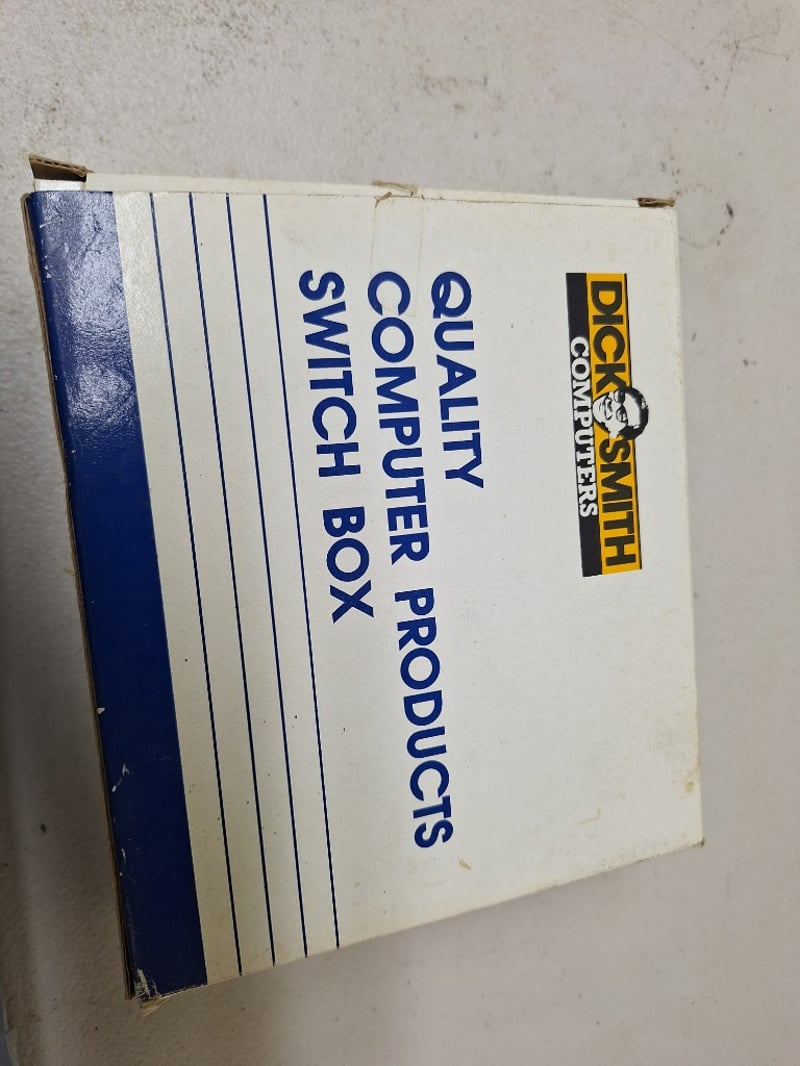 DICK SMITH
COMPUTERS
QUALITY
COMPUTER PRODUCTS
SWITCH BOX